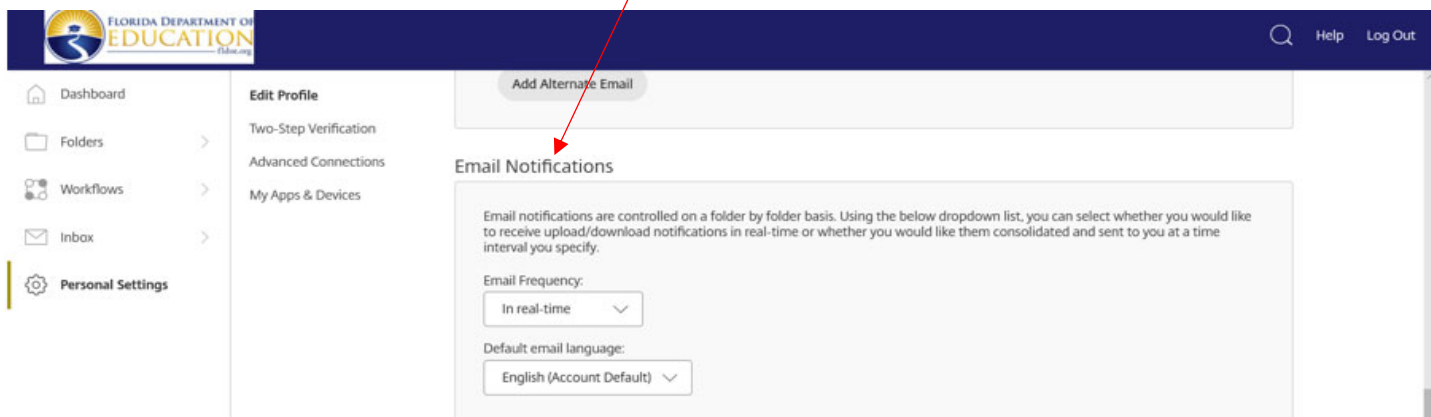 FLORIDA DEPARTMENT OF
EDUCATION
fldoe.org
Help Log Out
Dashboard
Folders
Workflows
Inbox
Personal Settings
Edit Profile
Two-Step Verification
Advanced Connections
My Apps & Devices
Add Alternate Email
Email Notifications
Email notifications are controlled on a folder by folder basis. Using the below dropdown list, you can select whether you would like
to receive upload/download notifications in real-time or whether you would like them consolidated and sent to you at a time
interval you specify.
Email Frequency:
In real-time
Default email language:
English (Account Default)